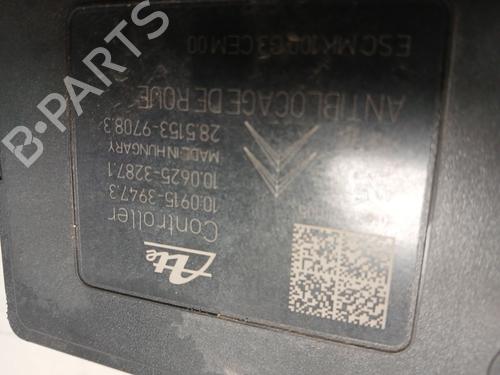 Ate
Controller
10.0915-3947.3
10.0625-3287.1
MADE IN HUNGARY
28.5153-9708.3
ANTIBLOCAGE DE ROUE
B-PARTS